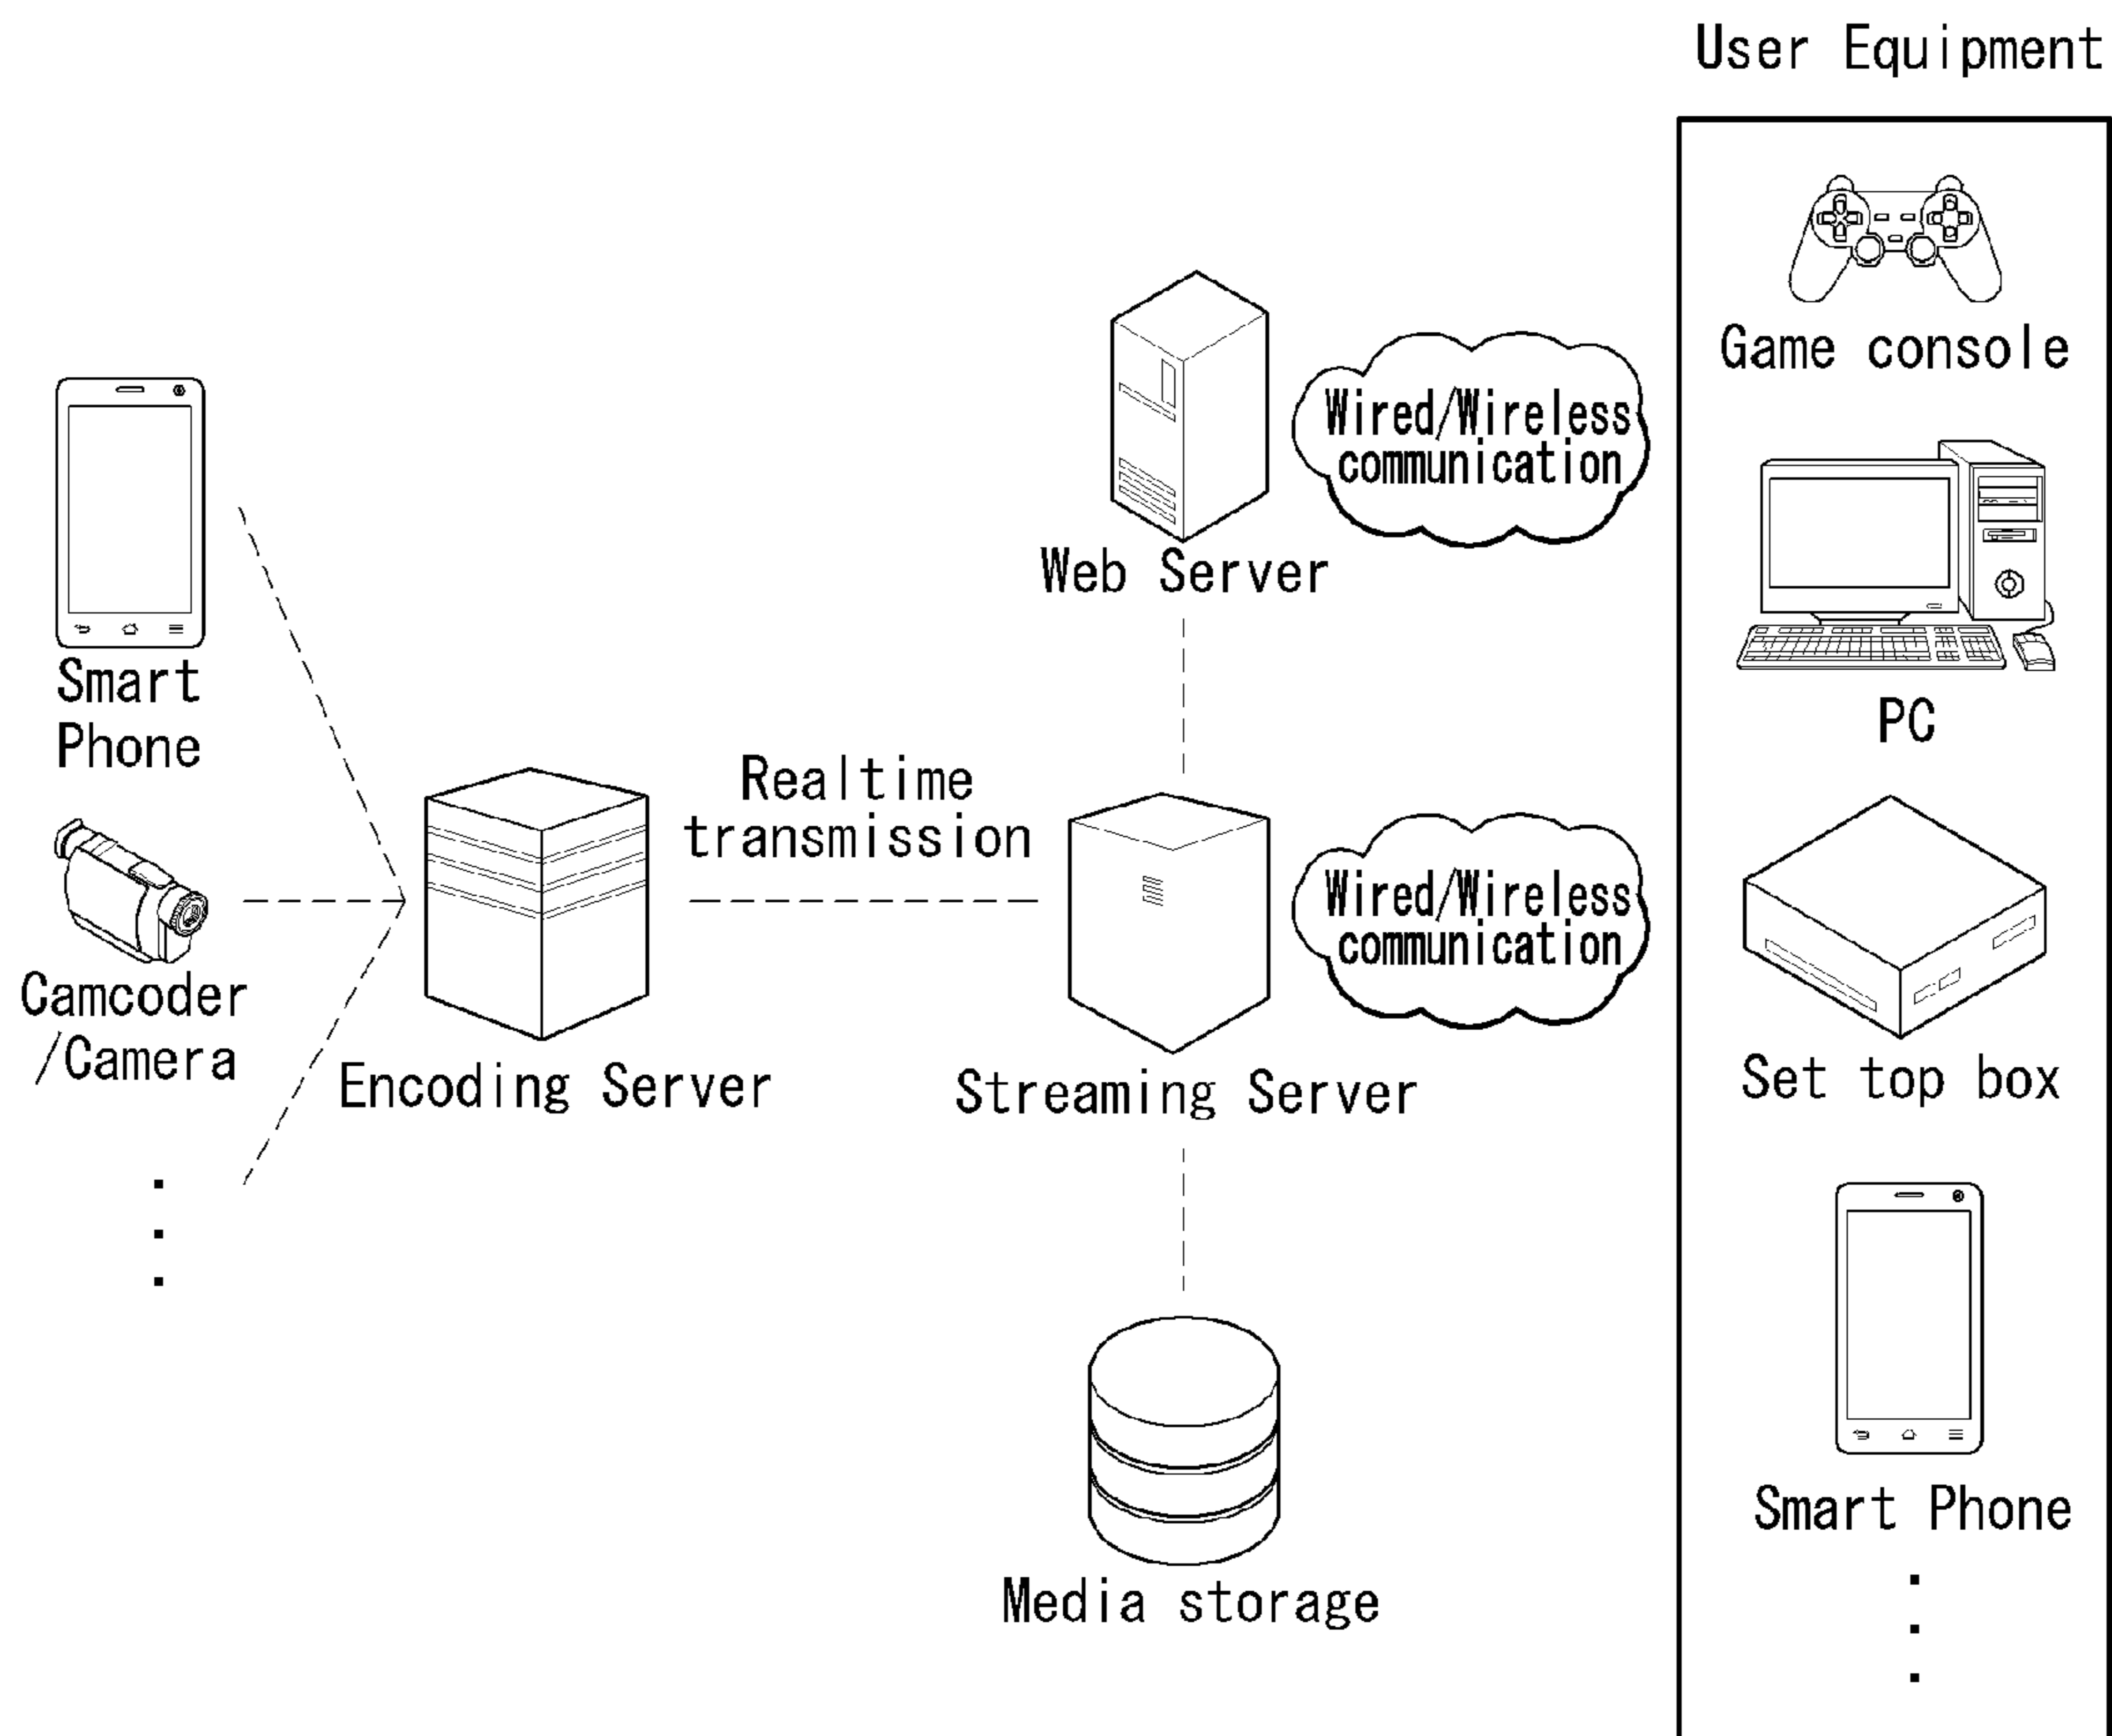 User Equipment
Game console
Wired/Wireless
communication
Web Server
Smart
Phone
PC
Realtime
transmission
Wired/Wireless
communication
Camcoder
/Camera
Encoding Server
Streaming Server
Set top box
Smart Phone
Media storage